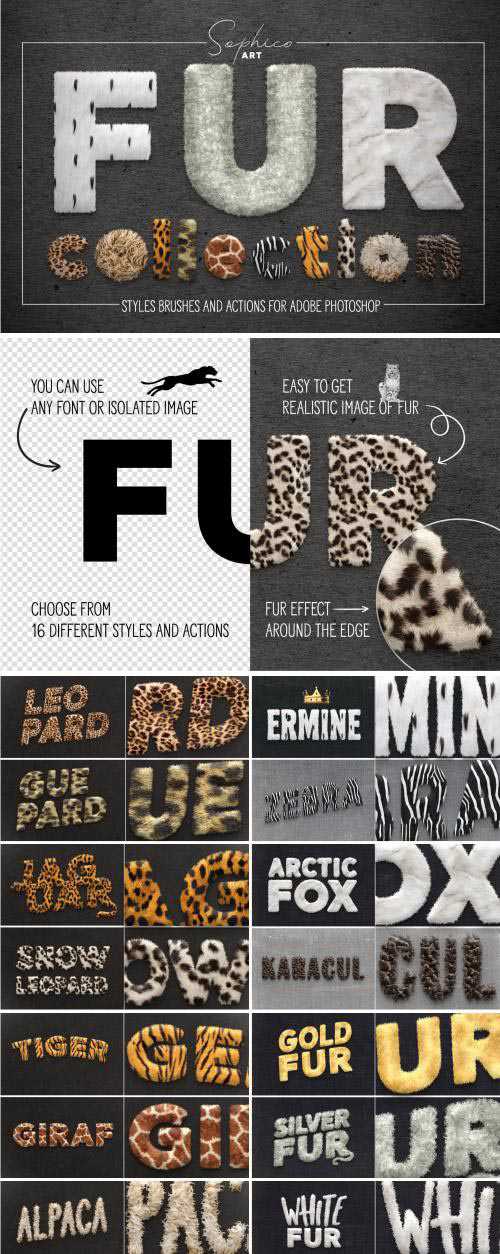 Sophico
ART
FUR
collection
STYLES BRUSHES AND ACTIONS FOR ADOBE PHOTOSHOP
YOU CAN USE
ANY FONT OR ISOLATED IMAGE
EASY TO GET
REALISTIC IMAGE OF FUR
FUR
CHOOSE FROM
16 DIFFERENT STYLES AND ACTIONS
FUR EFFECT
AROUND THE EDGE
LEO
PARD
RD
ERMINE
MIN
GUE
PARD
UE
ZEBRA
RA
JAG
UAR
AG
ARCTIC
FOX
OX
SNOW
LEOPARD
OW
KARACUL
CUL
TIGER
GE
GOLD
FUR
UR
GIRAF
GI
SILVER
FUR
UR
ALPACA
PAC
WHITE
FUR
WHI